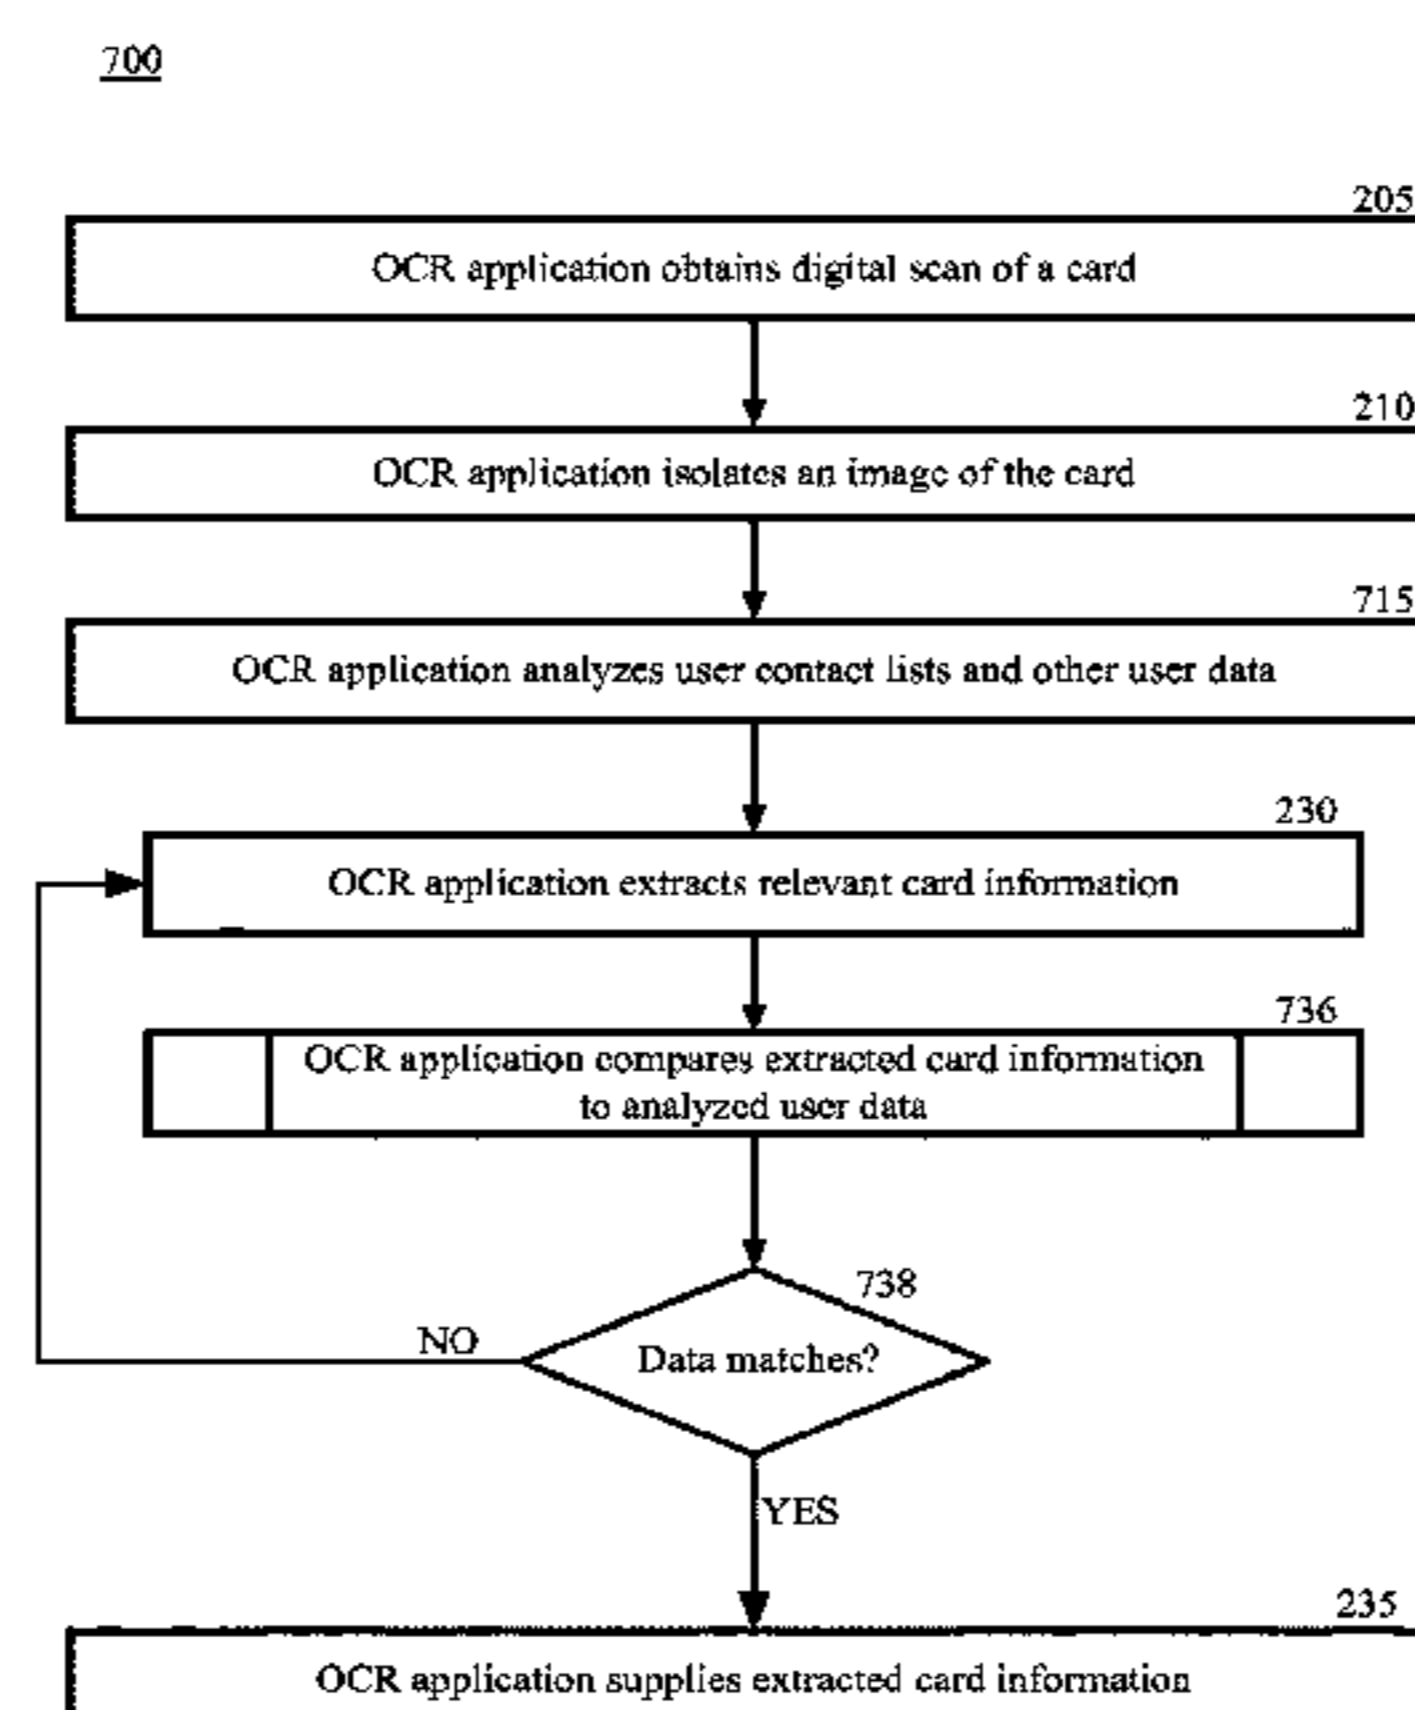 700
205
OCR application obtains digital scan of a card
210
OCR application isolates an image of the card
715
OCR application analyzes user contact lists and other user data
230
OCR application extracts relevant card information
736
OCR application compares extracted card information
to analyzed user data
738
NO
Data matches?
YES
235
OCR application supplies extracted card information